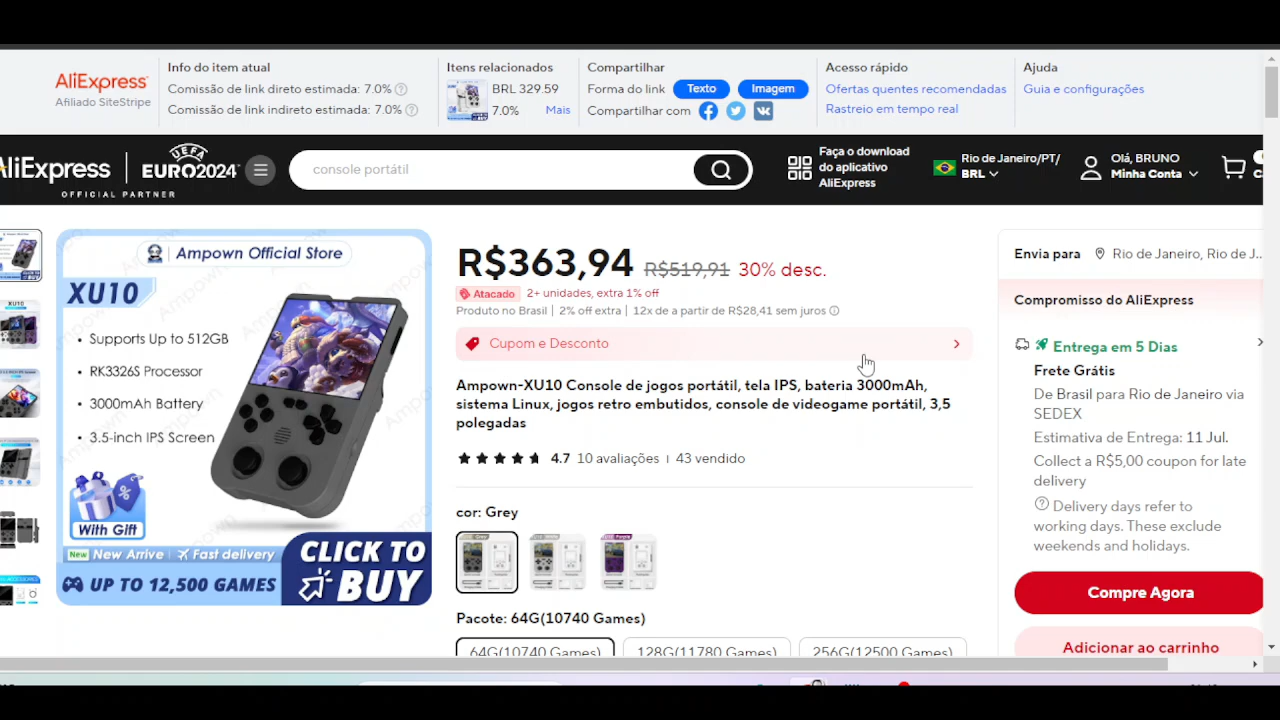 AliExpress
Afiliado SiteStripe
Info do item atual
Comissão de link direto estimada: 7.0%
Comissão de link indireto estimada: 7.0%
Itens relacionados
BRL 329.59
7.0% Mais
Compartilhar
Forma do link Texto Imagem
Compartilhar com
Acesso rápido
Ofertas quentes recomendadas
Rastreio em tempo real
Ajuda
Guia e configurações
AliExpress
OFFICIAL PARTNER
UEFA
EURO2024
console portátil
Faça o download
do aplicativo
AliExpress
Rio de Janeiro/PT/
BRL
Olá, BRUNO
Minha Conta
Ampown Official Store
XU10
• Supports Up to 512GB
• RK3326S Processor
• 3000mAh Battery
• 3.5-inch IPS Screen
With Gift
New New Arrive | Fast delivery
UP TO 12,500 GAMES
CLICK TO
BUY
R$363,94 R$519,91 30% desc.
Atacado 2+ unidades, extra 1% off
Produto no Brasil | 2% off extra | 12x de a partir de R$28,41 sem juros
Cupom e Desconto
Ampown-XU10 Console de jogos portátil, tela IPS, bateria 3000mAh,
sistema Linux, jogos retro embutidos, console de videogame portátil, 3,5
polegadas
4.7 10 avaliações | 43 vendido
cor: Grey
Pacote: 64G(10740 Games)
64G(10740 Games) 128G(11780 Games) 256G(12500 Games)
Envia para Rio de Janeiro, Rio de J...
Compromisso do AliExpress
Entrega em 5 Dias
Frete Grátis
De Brasil para Rio de Janeiro via
SEDEX
Estimativa de Entrega: 11 Jul.
Collect a R$5,00 coupon for late
delivery
Delivery days refer to
working days. These exclude
weekends and holidays.
Compre Agora
Adicionar ao carrinho